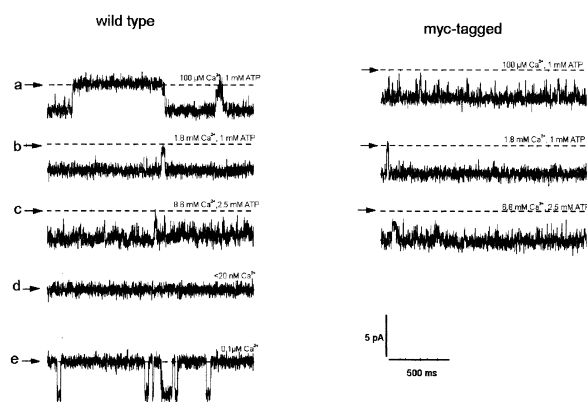 wild type
myc-tagged
a
100 µM Ca²⁺, 1 mM ATP
100 µM Ca²⁺, 1 mM ATP
b
1.8 mM Ca²⁺, 1 mM ATP
1.8 mM Ca²⁺, 1 mM ATP
c
8.8 mM Ca²⁺, 2.5 mM ATP
8.8 mM Ca²⁺, 2.5 mM ATP
d
<20 nM Ca²⁺
e
0.1µM Ca²⁺
5 pA
500 ms